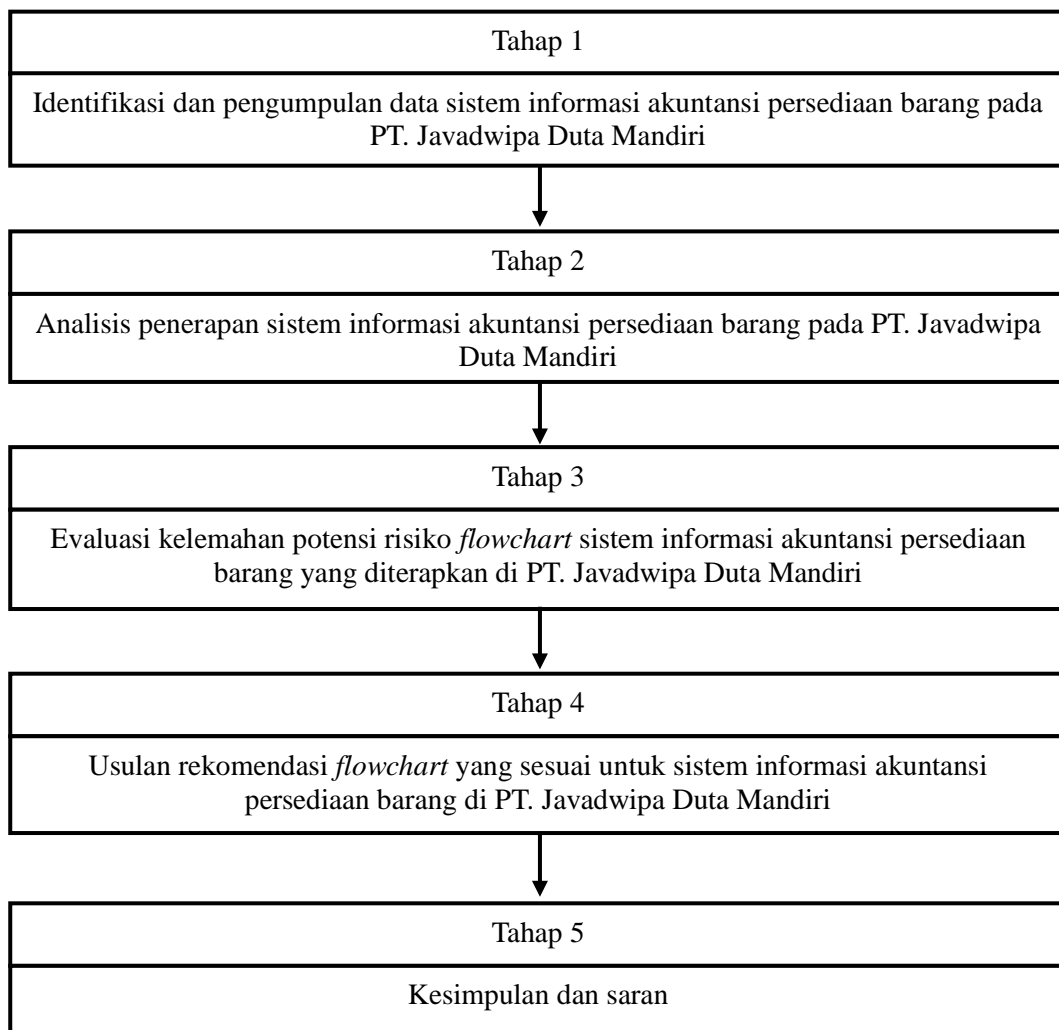 Tahap 1
Identifikasi dan pengumpulan data sistem informasi akuntansi persediaan barang pada
PT. Javadwipa Duta Mandiri
Tahap 2
Analisis penerapan sistem informasi akuntansi persediaan barang pada PT. Javadwipa
Duta Mandiri
Tahap 3
Evaluasi kelemahan potensi risiko flowchart sistem informasi akuntansi persediaan
barang yang diterapkan di PT. Javadwipa Duta Mandiri
Tahap 4
Usulan rekomendasi flowchart yang sesuai untuk sistem informasi akuntansi
persediaan barang di PT. Javadwipa Duta Mandiri
Tahap 5
Kesimpulan dan saran